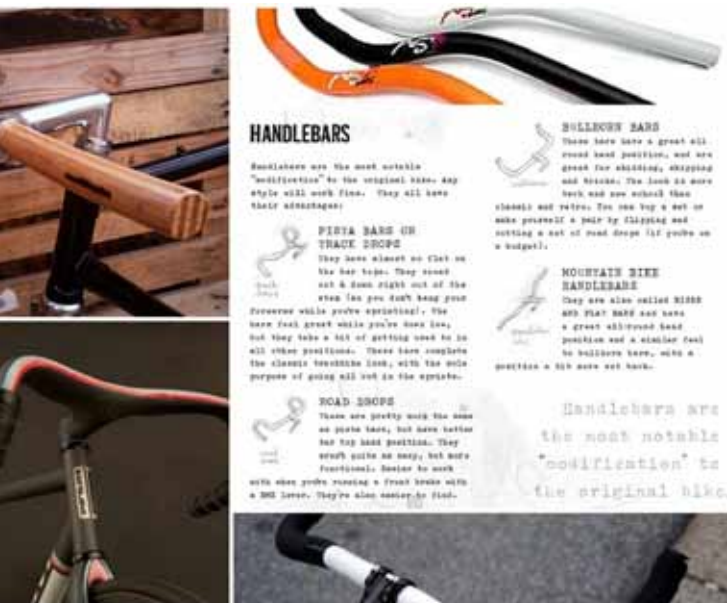 HANDLEBARS
Handlebars are the most notable
"modification" to the original bike. Any
style will work fine. They all have
their advantages:
PISTA BARS OR
TRACK DROPS
They have almost no flat on
the bar tops. They round
out & down right out of the
stem (so you don't bang your
forearms while you're sprinting). The
bars feel great while you're down low,
but they take a bit of getting used to in
all other positions. These bars complete
the classic trackbike look, with the sole
purpose of going all out in the sprints.
ROAD DROPS
These are pretty much the same
as pista bars, but have better
far top hand position. They
aren't quite as sexy, but more
functional. Easier to work
with when you're running a front brake with
a BMX lever. They're also easier to find.
BULLHORN BARS
These bars have a great all
round hand position, and are
great for skidding, skipping
and tricks. The look is more
tech and new school than
classic and retro. You can buy a set or
make yourself a pair by flipping and
cutting a set of road drops (if you're on
a budget).
MOUNTAIN BIKE
HANDLEBARS
They are also called RISER
AND FLAT BARS and have
a great all-round hand
position and a similar feel
to bullhorn bars, with a
position a bit more set back.
Handlebars are
the most notable
"modification" to
the original bike